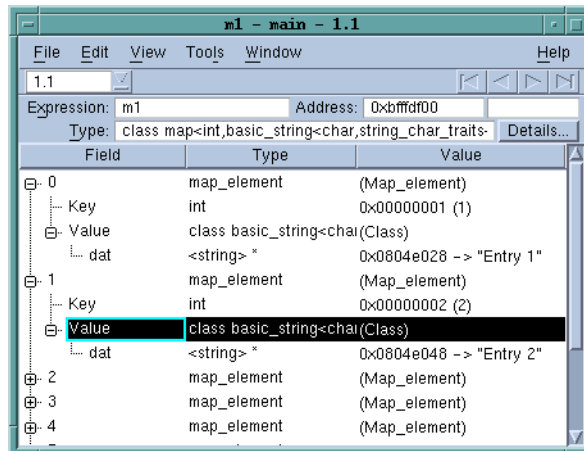 m1 - main - 1.1
File Edit View Tools Window Help
1.1
Expression: m1 Address: 0xbfffdf00
Type: class map<int,basic_string<char,string_char_traits- Details...
Field Type Value
0 map_element (Map_element)
Key int 0x00000001 (1)
Value class basic_string<chai (Class)
dat <string> * 0x0804e028 -> "Entry 1"
1 map_element (Map_element)
Key int 0x00000002 (2)
Value class basic_string<chai (Class)
dat <string> * 0x0804e048 -> "Entry 2"
2 map_element (Map_element)
3 map_element (Map_element)
4 map_element (Map_element)